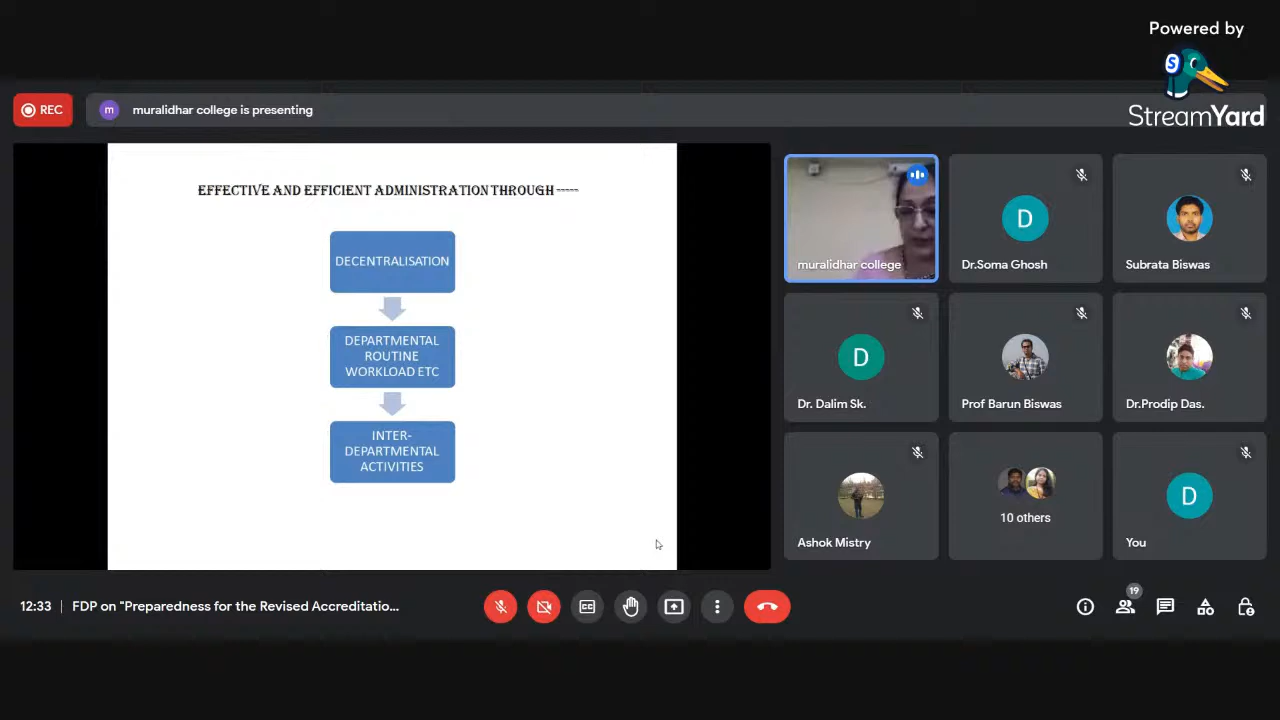 Powered by
S
StreamYard
REC
m
muralidhar college is presenting
EFFECTIVE AND EFFICIENT ADMINISTRATION THROUGH -----
DECENTRALISATION
DEPARTMENTAL
ROUTINE
WORKLOAD ETC
INTER-
DEPARTMENTAL
ACTIVITIES
muralidhar college
D
Dr.Soma Ghosh
Subrata Biswas
D
Dr. Dalim Sk.
Prof Barun Biswas
Dr.Prodip Das.
Ashok Mistry
10 others
D
You
12:33 | FDP on "Preparedness for the Revised Accreditatio...
CC
19